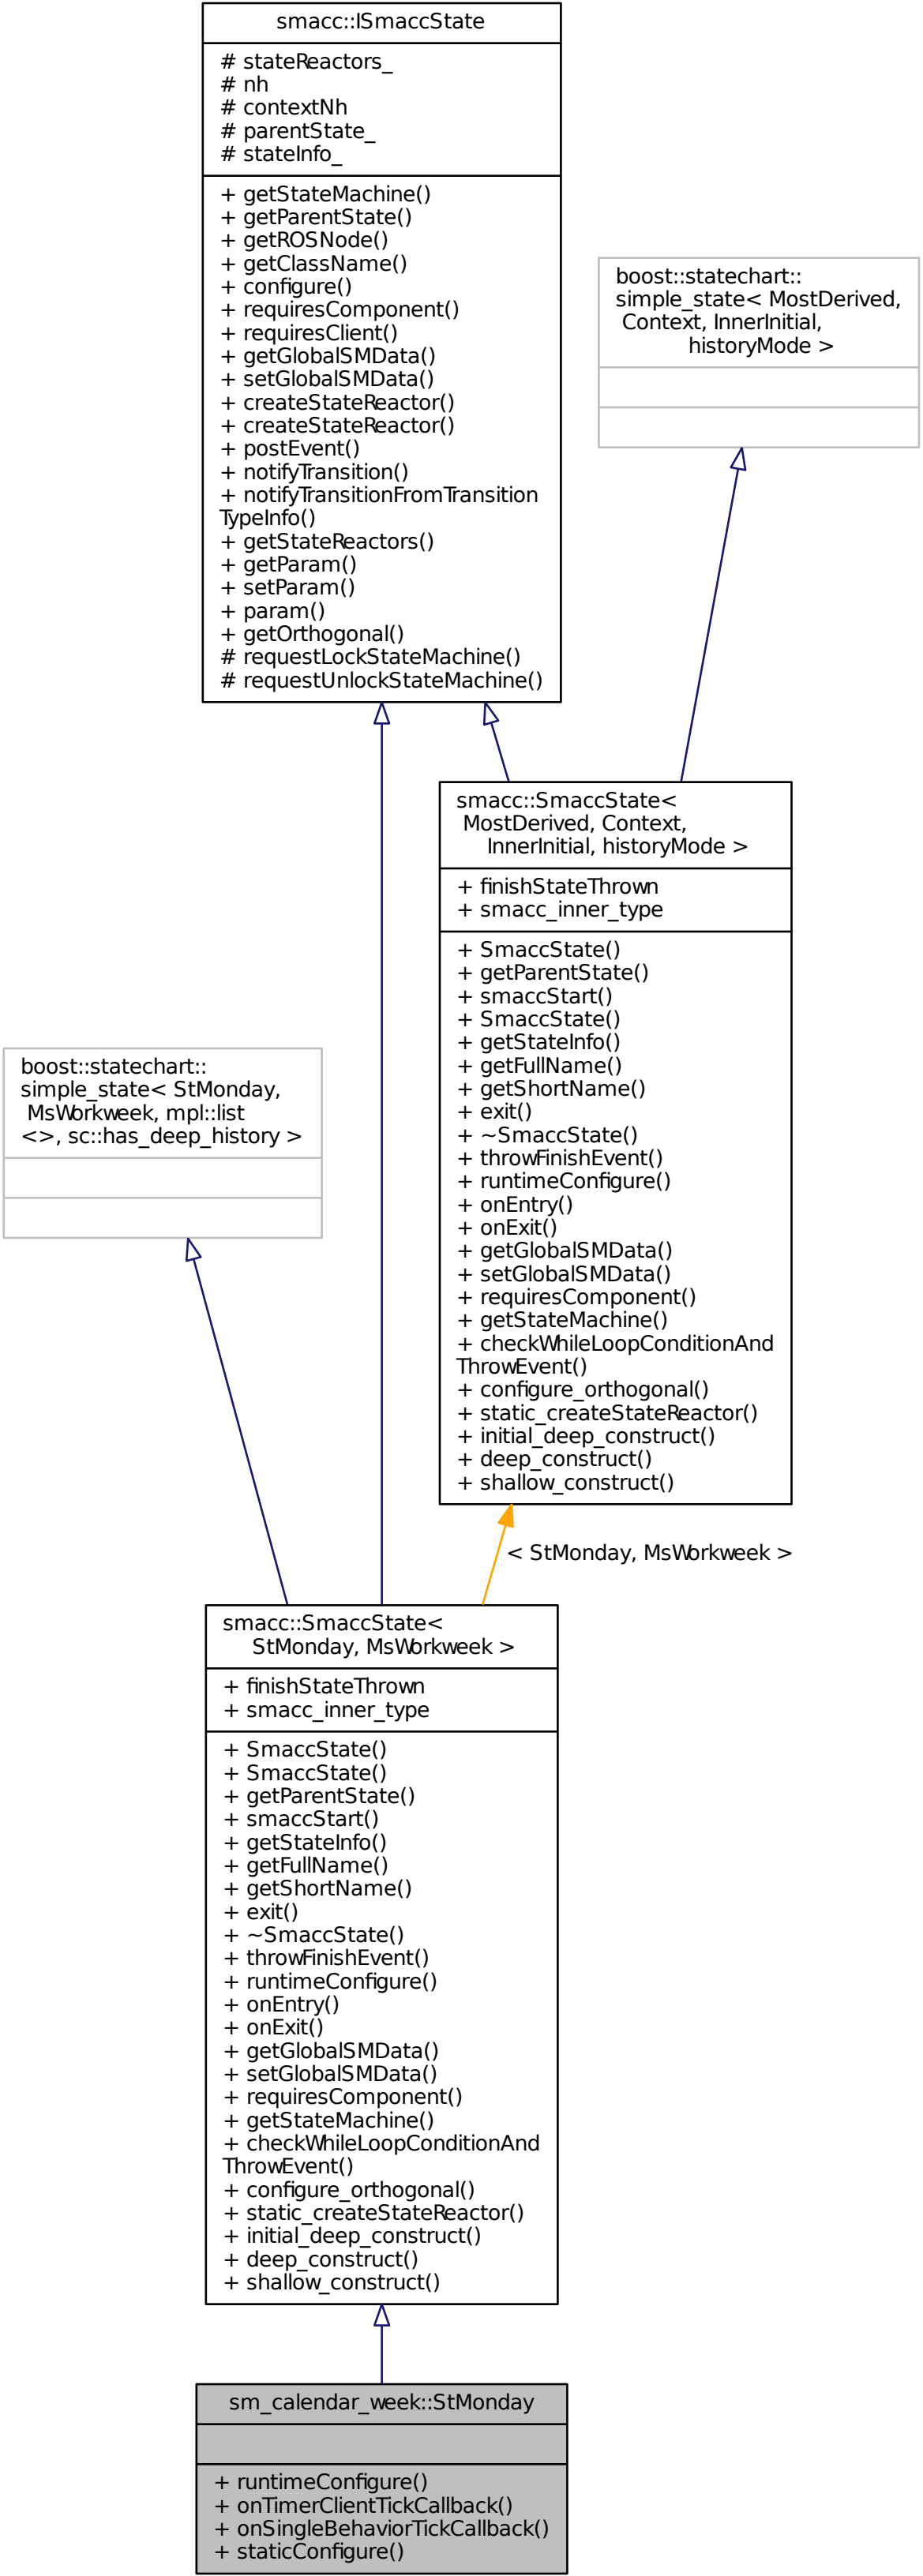 smacc::ISmaccState
# stateReactors_
# nh
# contextNh
# parentState_
# stateInfo_
+ getStateMachine()
+ getParentState()
+ getROSNode()
+ getClassName()
+ configure()
+ requiresComponent()
+ requiresClient()
+ getGlobalSMData()
+ setGlobalSMData()
+ createStateReactor()
+ createStateReactor()
+ postEvent()
+ notifyTransition()
+ notifyTransitionFromTransition
TypeInfo()
+ getStateReactors()
+ getParam()
+ setParam()
+ param()
+ getOrthogonal()
# requestLockStateMachine()
# requestUnlockStateMachine()
boost::statechart::
simple_state< MostDerived,
Context, InnerInitial,
historyMode >
smacc::SmaccState<
MostDerived, Context,
InnerInitial, historyMode >
+ finishStateThrown
+ smacc_inner_type
+ SmaccState()
+ getParentState()
+ smaccStart()
+ SmaccState()
+ getStateInfo()
+ getFullName()
+ getShortName()
+ exit()
+ ~SmaccState()
+ throwFinishEvent()
+ runtimeConfigure()
+ onEntry()
+ onExit()
+ getGlobalSMData()
+ setGlobalSMData()
+ requiresComponent()
+ getStateMachine()
+ checkWhileLoopConditionAnd
ThrowEvent()
+ configure_orthogonal()
+ static_createStateReactor()
+ initial_deep_construct()
+ deep_construct()
+ shallow_construct()
boost::statechart::
simple_state< StMonday,
MsWorkweek, mpl::list
<>, sc::has_deep_history >
< StMonday, MsWorkweek >
smacc::SmaccState<
StMonday, MsWorkweek >
+ finishStateThrown
+ smacc_inner_type
+ SmaccState()
+ SmaccState()
+ getParentState()
+ smaccStart()
+ getStateInfo()
+ getFullName()
+ getShortName()
+ exit()
+ ~SmaccState()
+ throwFinishEvent()
+ runtimeConfigure()
+ onEntry()
+ onExit()
+ getGlobalSMData()
+ setGlobalSMData()
+ requiresComponent()
+ getStateMachine()
+ checkWhileLoopConditionAnd
ThrowEvent()
+ configure_orthogonal()
+ static_createStateReactor()
+ initial_deep_construct()
+ deep_construct()
+ shallow_construct()
sm_calendar_week::StMonday
+ runtimeConfigure()
+ onTimerClientTickCallback()
+ onSingleBehaviorTickCallback()
+ staticConfigure()